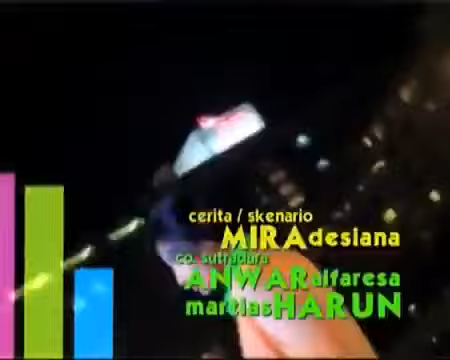 cerita / skenario
MIRAdesiana
co. sutradara
ANWARalfaresa
martiasHARUN